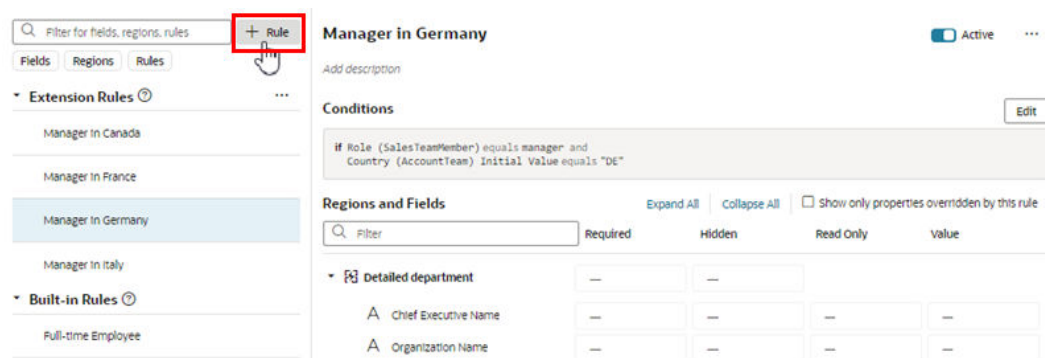 Filter for fields, regions, rules
+ Rule
Fields Regions Rules
Extension Rules ?
...
Manager in Canada
Manager in France
Manager in Germany
Manager in Italy
Built-in Rules ?
Full-time Employee
Manager in Germany
Active
...
Add description
Conditions
Edit
if Role (SalesTeamMember) equals manager and
Country (AccountTeam) Initial Value equals "DE"
Regions and Fields
Expand All Collapse All Show only properties overridden by this rule
Filter Required Hidden Read Only Value
Detailed department — —
A Chief Executive Name — — — —
A Organization Name — — — —